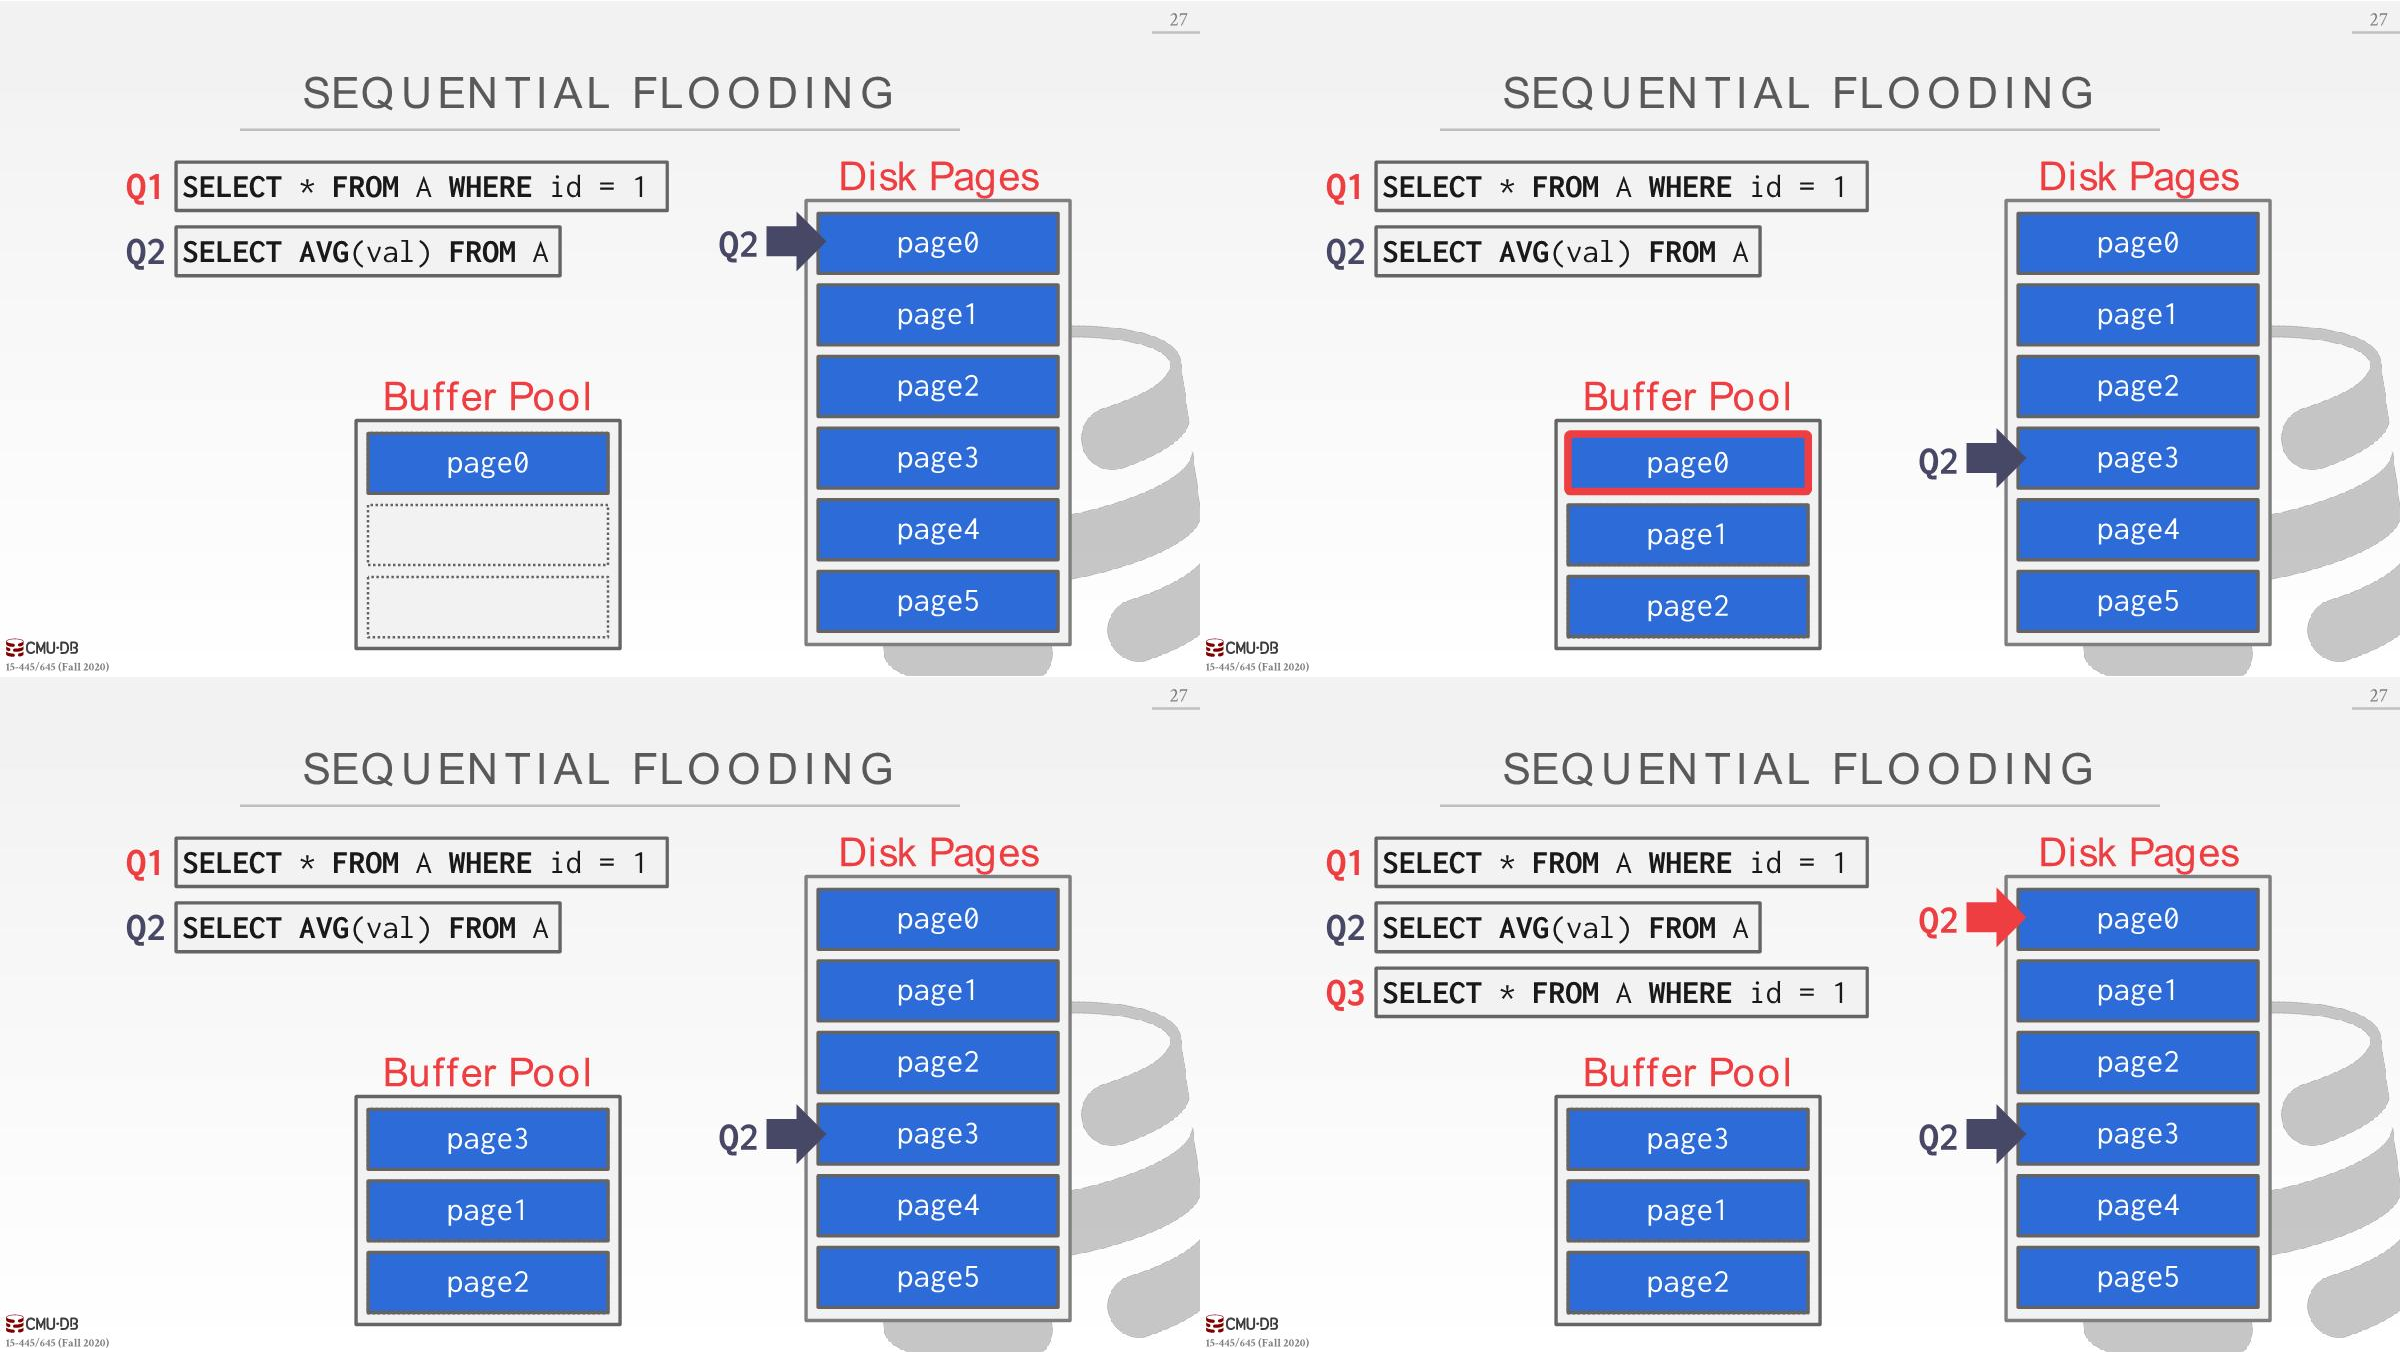 27
SEQUENTIAL FLOODING
Q1 SELECT * FROM A WHERE id = 1
Q2 SELECT AVG(val) FROM A
Buffer Pool
page0
Disk Pages
Q2 page0
page1
page2
page3
page4
page5
CMU·DB
15-445/645 (Fall 2020)
27
SEQUENTIAL FLOODING
Q1 SELECT * FROM A WHERE id = 1
Q2 SELECT AVG(val) FROM A
Buffer Pool
page0
page1
page2
Disk Pages
page0
page1
page2
Q2 page3
page4
page5
CMU·DB
15-445/645 (Fall 2020)
27
SEQUENTIAL FLOODING
Q1 SELECT * FROM A WHERE id = 1
Q2 SELECT AVG(val) FROM A
Buffer Pool
page3
page1
page2
Disk Pages
page0
page1
page2
Q2 page3
page4
page5
CMU·DB
15-445/645 (Fall 2020)
27
SEQUENTIAL FLOODING
Q1 SELECT * FROM A WHERE id = 1
Q2 SELECT AVG(val) FROM A
Q3 SELECT * FROM A WHERE id = 1
Buffer Pool
page3
page1
page2
Disk Pages
Q2 page0
page1
page2
Q2 page3
page4
page5
CMU·DB
15-445/645 (Fall 2020)